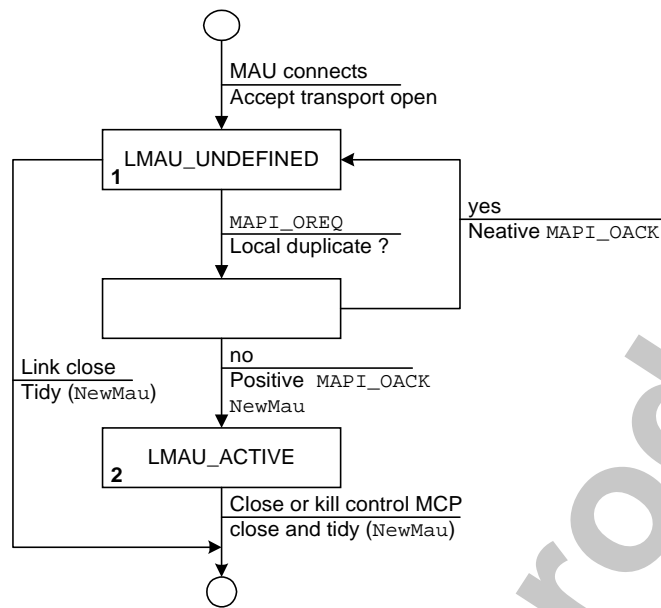 MAU connects
Accept transport open
LMAU_UNDEFINED
1
MAPI_OREQ
Local duplicate ?
yes
Neative MAPI_OACK
no
Positive MAPI_OACK
NewMau
Link close
Tidy (NewMau)
LMAU_ACTIVE
2
Close or kill control MCP
close and tidy (NewMau)
rod